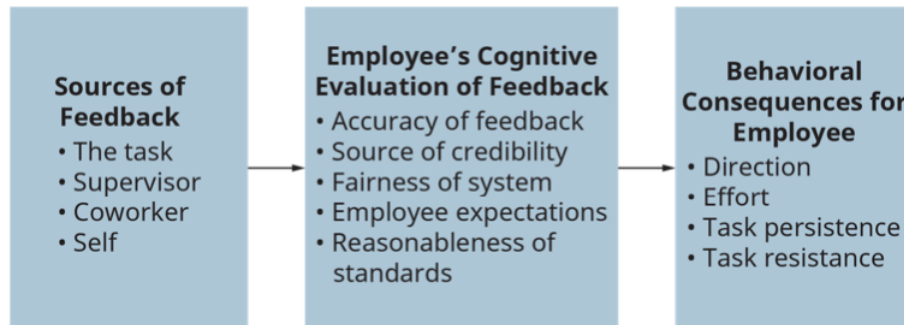 Sources of
Feedback
• The task
• Supervisor
• Coworker
• Self
Employee’s Cognitive
Evaluation of Feedback
• Accuracy of feedback
• Source of credibility
• Fairness of system
• Employee expectations
• Reasonableness of
standards
Behavioral
Consequences for
Employee
• Direction
• Effort
• Task persistence
• Task resistance